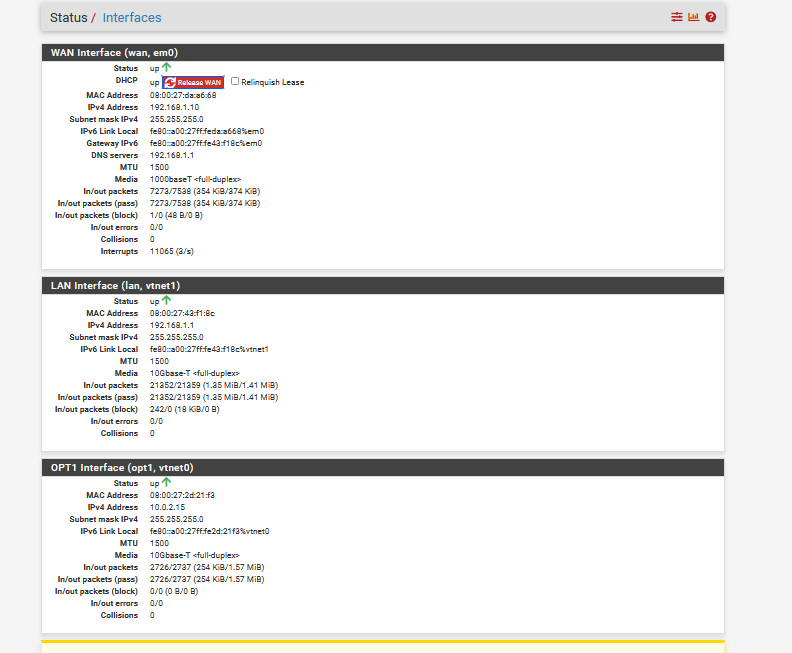 Status / Interfaces
WAN Interface (wan, em0)
Status up
DHCP up Release WAN Relinquish Lease
MAC Address 08:00:27:da:a6:68
IPv4 Address 192.168.1.10
Subnet mask IPv4 255.255.255.0
IPv6 Link Local fe80::a00:27ff:feda:a668%em0
Gateway IPv6 fe80::a00:27ff:fe43:f18c%em0
DNS servers 192.168.1.1
MTU 1500
Media 1000baseT <full-duplex>
In/out packets 7273/7538 (354 KiB/374 KiB)
In/out packets (pass) 7273/7538 (354 KiB/374 KiB)
In/out packets (block) 1/0 (48 B/0 B)
In/out errors 0/0
Collisions 0
Interrupts 11065 (3/s)
LAN Interface (lan, vtnet1)
Status up
MAC Address 08:00:27:43:f1:8c
IPv4 Address 192.168.1.1
Subnet mask IPv4 255.255.255.0
IPv6 Link Local fe80::a00:27ff:fe43:f18c%vtnet1
MTU 1500
Media 10Gbase-T <full-duplex>
In/out packets 21352/21359 (1.35 MiB/1.41 MiB)
In/out packets (pass) 21352/21359 (1.35 MiB/1.41 MiB)
In/out packets (block) 242/0 (18 KiB/0 B)
In/out errors 0/0
Collisions 0
OPT1 Interface (opt1, vtnet0)
Status up
MAC Address 08:00:27:2d:21:f3
IPv4 Address 10.0.2.15
Subnet mask IPv4 255.255.255.0
IPv6 Link Local fe80::a00:27ff:fe2d:21f3%vtnet0
MTU 1500
Media 10Gbase-T <full-duplex>
In/out packets 2726/2737 (254 KiB/1.57 MiB)
In/out packets (pass) 2726/2737 (254 KiB/1.57 MiB)
In/out packets (block) 0/0 (0 B/0 B)
In/out errors 0/0
Collisions 0